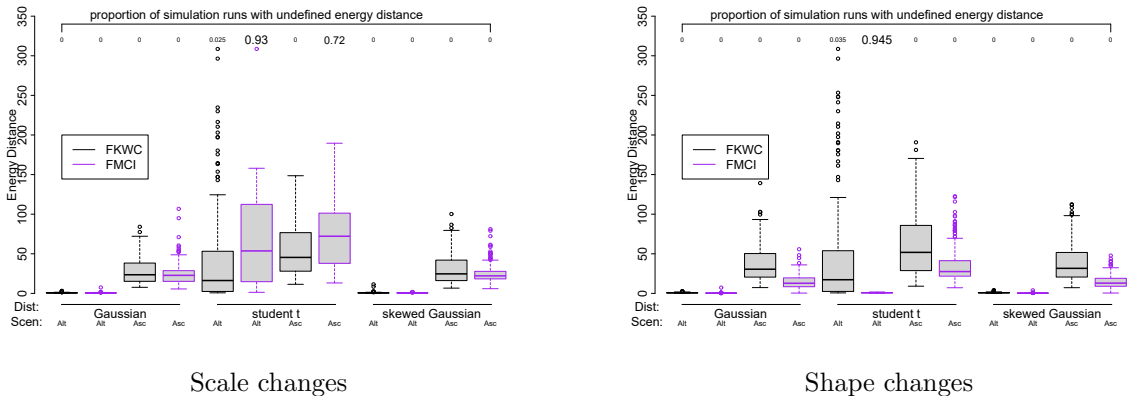 proportion of simulation runs with undefined energy distance
0 0 0 0 0.025 0.93 0 0.72 0 0 0 0
350
300
250
200
150
100
50
0
Energy Distance
FKWC
FMCI
Dist: Gaussian student t skewed Gaussian
Scen: Alt Alt Asc Asc Alt Alt Asc Asc Alt Alt Asc Asc
Scale changes
proportion of simulation runs with undefined energy distance
0 0 0 0 0.035 0.945 0 0 0 0 0 0
350
300
250
200
150
100
50
0
Energy Distance
FKWC
FMCI
Dist: Gaussian student t skewed Gaussian
Scen: Alt Alt Asc Asc Alt Alt Asc Asc Alt Alt Asc Asc
Shape changes